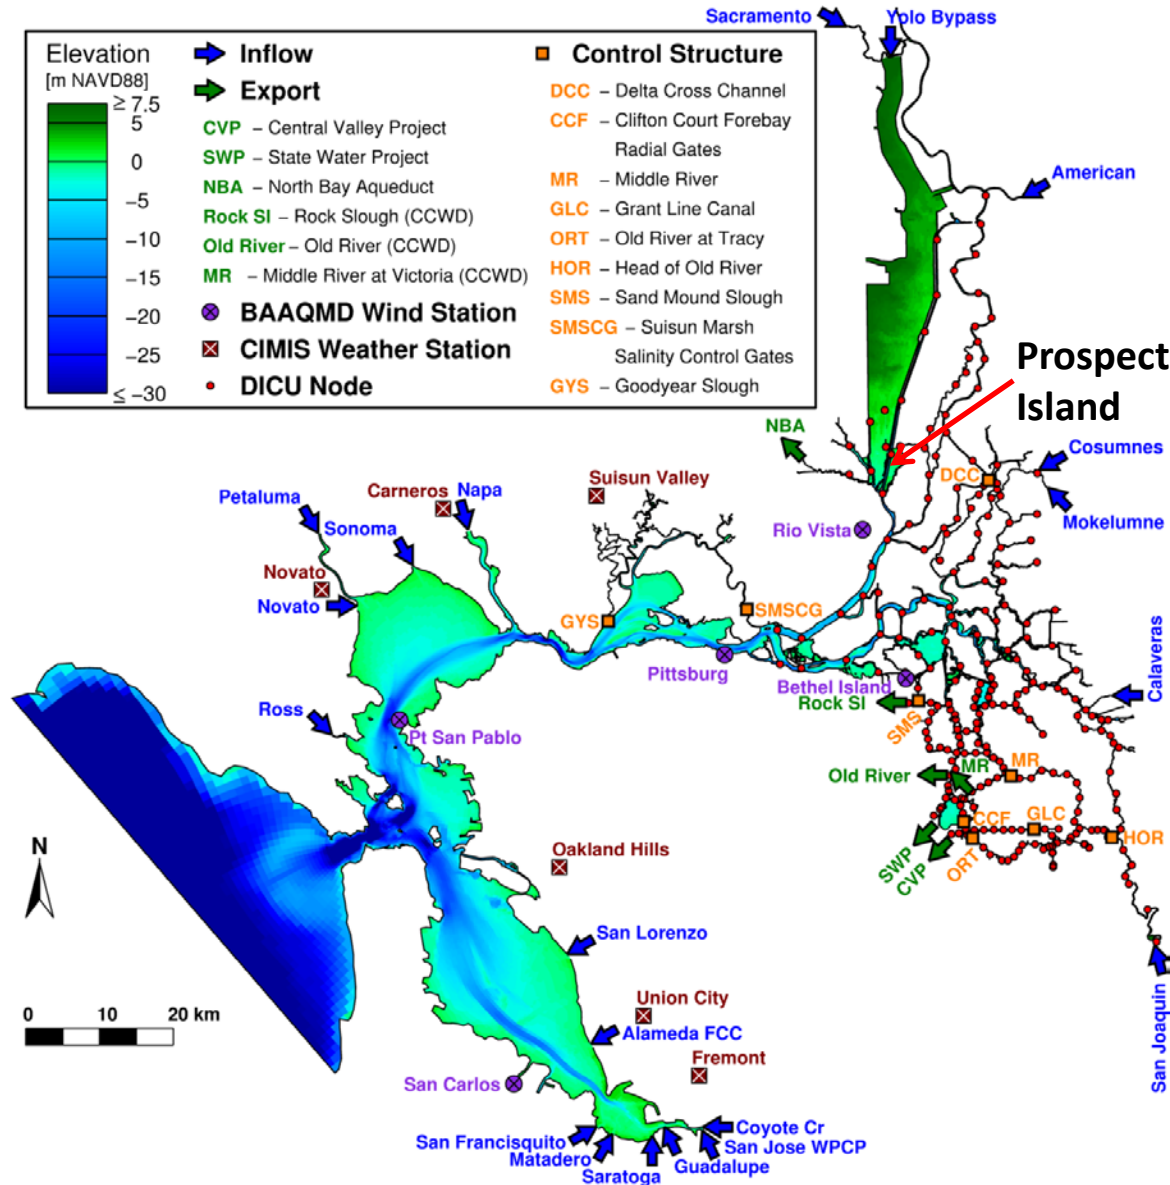 Sacramento
Yolo Bypass
Elevation
[m NAVD88]
≥ 7.5
5
0
−5
−10
−15
−20
−25
≤ −30
Inflow
Export
CVP – Central Valley Project
SWP – State Water Project
NBA – North Bay Aqueduct
Rock Sl – Rock Slough (CCWD)
Old River – Old River (CCWD)
MR – Middle River at Victoria (CCWD)
BAAQMD Wind Station
CIMIS Weather Station
DICU Node
Control Structure
DCC – Delta Cross Channel
CCF – Clifton Court Forebay
Radial Gates
MR – Middle River
GLC – Grant Line Canal
ORT – Old River at Tracy
HOR – Head of Old River
SMS – Sand Mound Slough
SMSCG – Suisun Marsh
Salinity Control Gates
GYS – Goodyear Slough
American
Prospect
Island
NBA
Cosumnes
DCC
Mokelumne
Suisun Valley
Carneros
Napa
Petaluma
Sonoma
Rio Vista
Novato
Novato
GYS
SMSCG
Calaveras
Pittsburg
Bethel Island
Rock Sl
SMS
Ross
Pt San Pablo
Old River
MR
MR
CCF
GLC
HOR
SWP
CVP
ORT
N
Oakland Hills
San Lorenzo
0 10 20 km
Union City
Alameda FCC
Fremont
San Carlos
San Joaquin
San Francisquito
Matadero
Saratoga
Guadalupe
San Jose WPCP
Coyote Cr